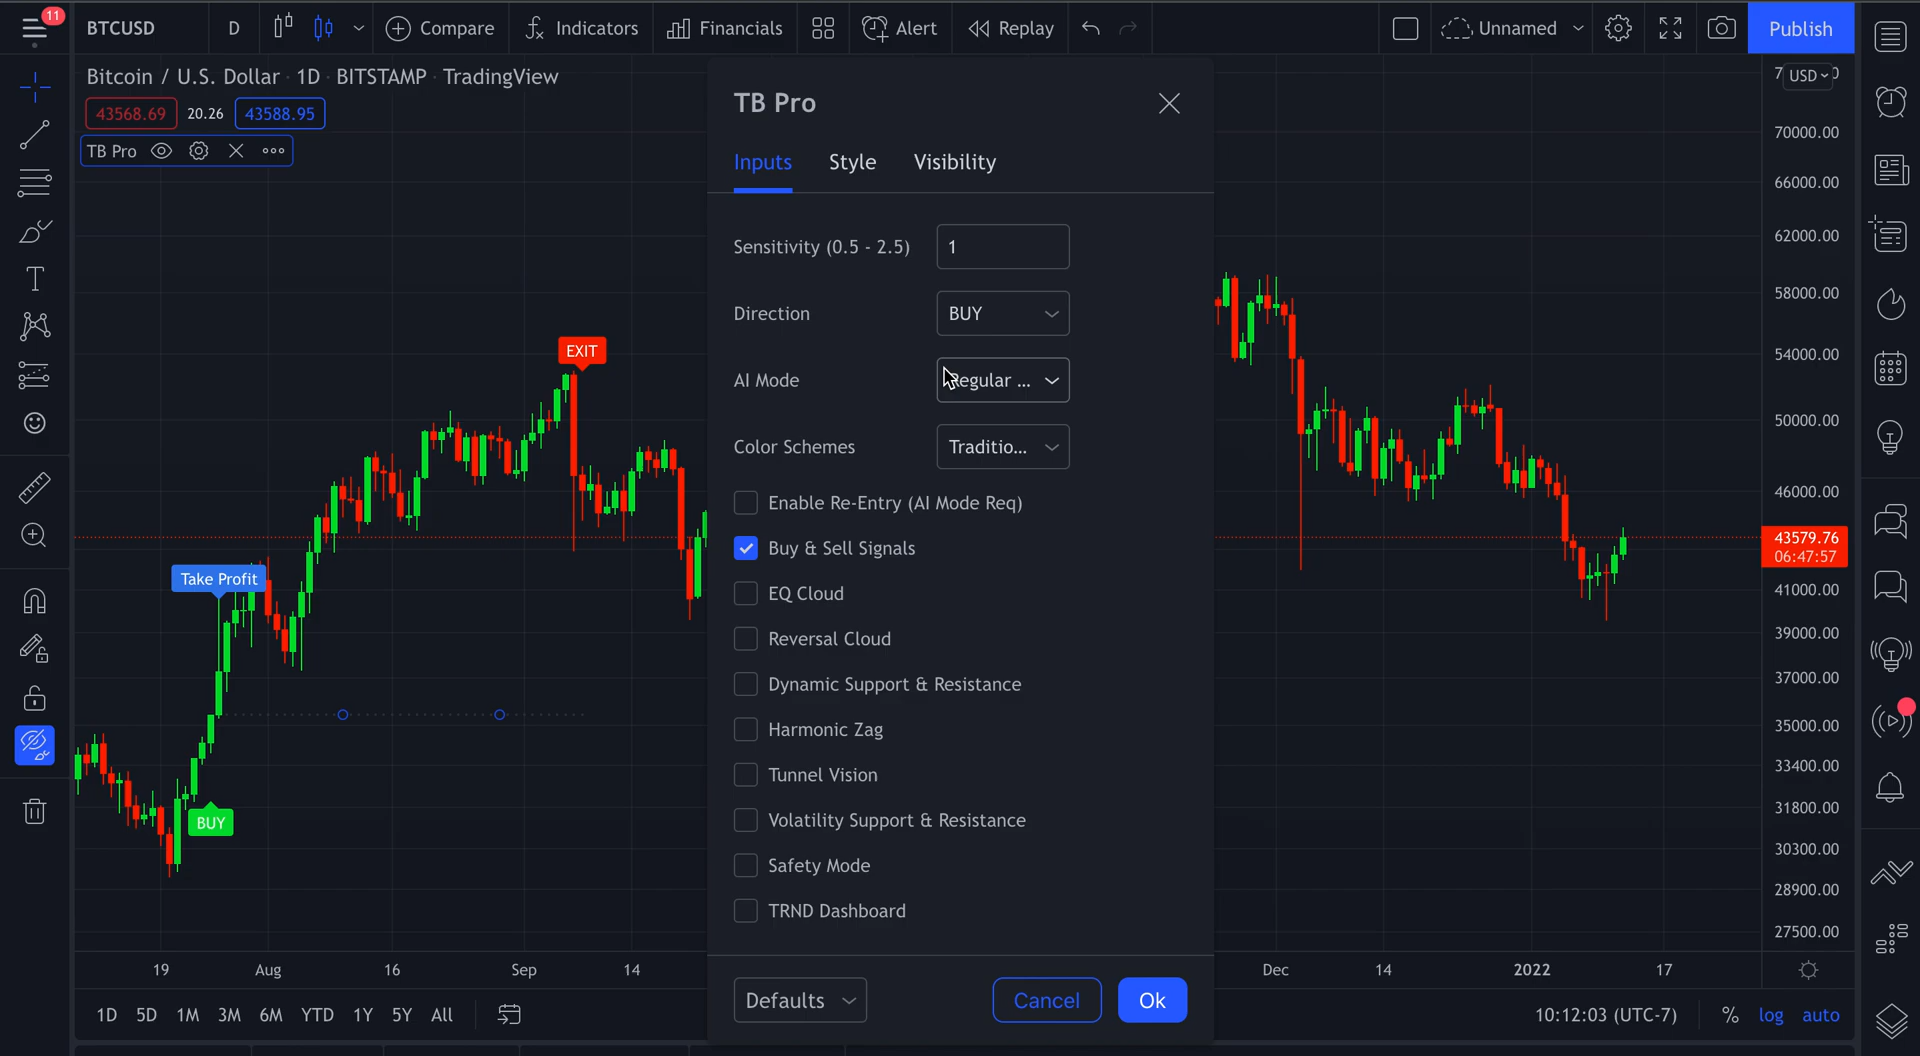 11
BTCUSD
D
Compare
Indicators
Financials
Alert
Replay
Unnamed
Publish
Bitcoin / U.S. Dollar · 1D · BITSTAMP · TradingView
43568.69
20.26
43588.95
TB Pro
USD
70000.00
66000.00
62000.00
58000.00
54000.00
50000.00
46000.00
43579.76
06:47:57
41000.00
39000.00
37000.00
35000.00
33400.00
31800.00
30300.00
28900.00
27500.00
EXIT
Take Profit
BUY
TB Pro
Inputs
Style
Visibility
Sensitivity (0.5 - 2.5)
1
Direction
BUY
AI Mode
Regular ...
Color Schemes
Traditio...
Enable Re-Entry (AI Mode Req)
Buy & Sell Signals
EQ Cloud
Reversal Cloud
Dynamic Support & Resistance
Harmonic Zag
Tunnel Vision
Volatility Support & Resistance
Safety Mode
TRND Dashboard
Defaults
Cancel
Ok
19
Aug
16
Sep
14
Dec
14
2022
17
1D
5D
1M
3M
6M
YTD
1Y
5Y
All
10:12:03 (UTC-7)
%
log
auto